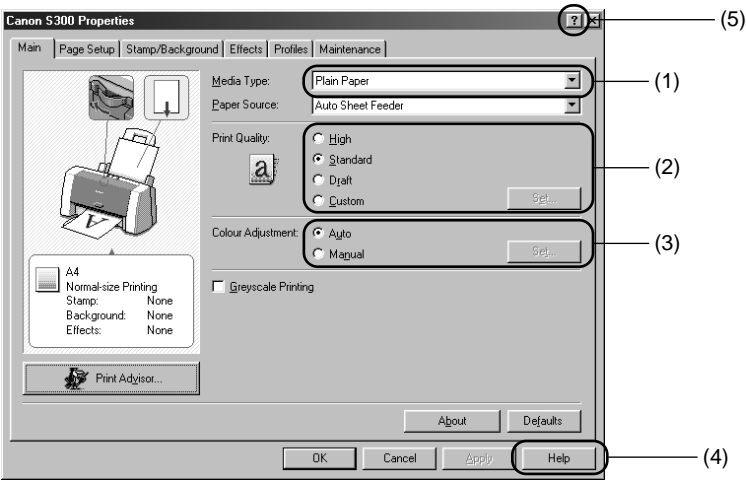 Canon S300 Properties ? × (5)
Main Page Setup Stamp/Background Effects Profiles Maintenance
Media Type: Plain Paper (1)
Paper Source: Auto Sheet Feeder
Print Quality: High
a Standard (2)
Draft
Custom Set...
Colour Adjustment: Auto (3)
Manual Set...
A
A4
Normal-size Printing
Stamp: None
Background: None
Effects: None
Greyscale Printing
Print Advisor...
About Defaults
OK Cancel Apply Help (4)